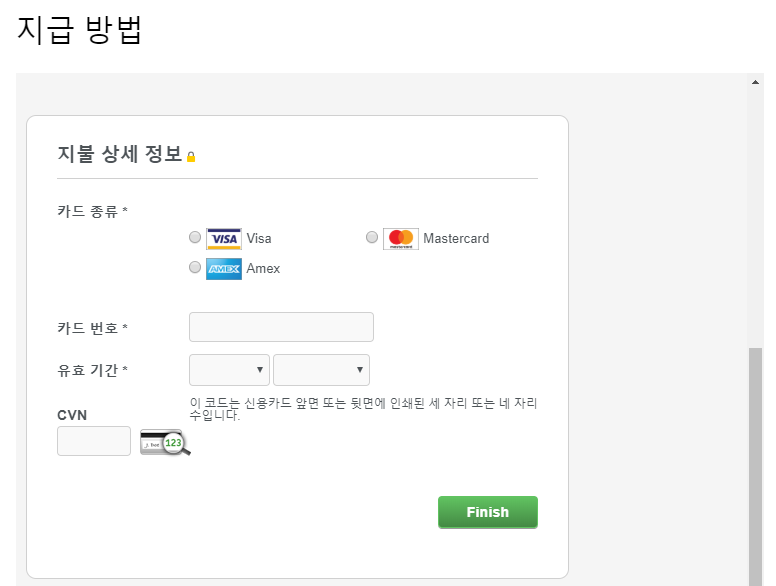 지급 방법
지불 상세 정보
카드 종류 *
VISA Visa
mastercard Mastercard
AMEX Amex
카드 번호 *
유효 기간 *
이 코드는 신용카드 앞면 또는 뒷면에 인쇄된 세 자리 또는 네 자리
수입니다.
CVN
123
Finish